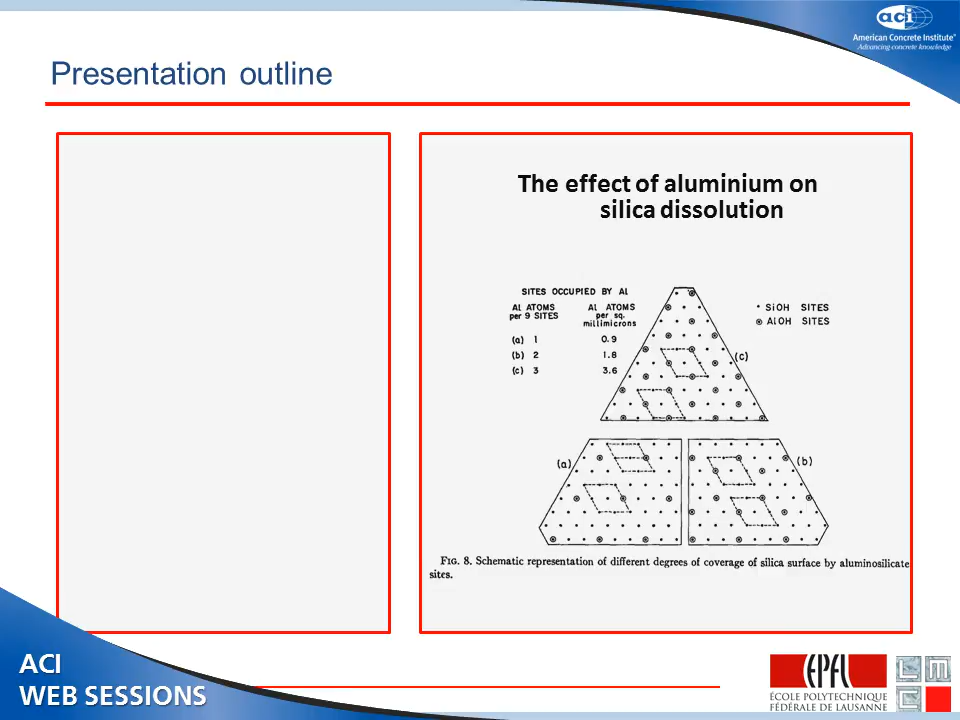 aci
American Concrete Institute®
Advancing concrete knowledge
Presentation outline
The effect of aluminium on
silica dissolution
SITES OCCUPIED BY Al
Al ATOMS per 9 SITES
Al ATOMS per sq. millimicrons
(a) 1 0.9
(b) 2 1.8
(c) 3 3.6
• SiOH SITES
⊙ AlOH SITES
(c)
(a)
(b)
FIG. 8. Schematic representation of different degrees of coverage of silica surface by aluminosilicate
sites.
ACI
WEB SESSIONS
EPFL
ÉCOLE POLYTECHNIQUE
FÉDÉRALE DE LAUSANNE
L M
C